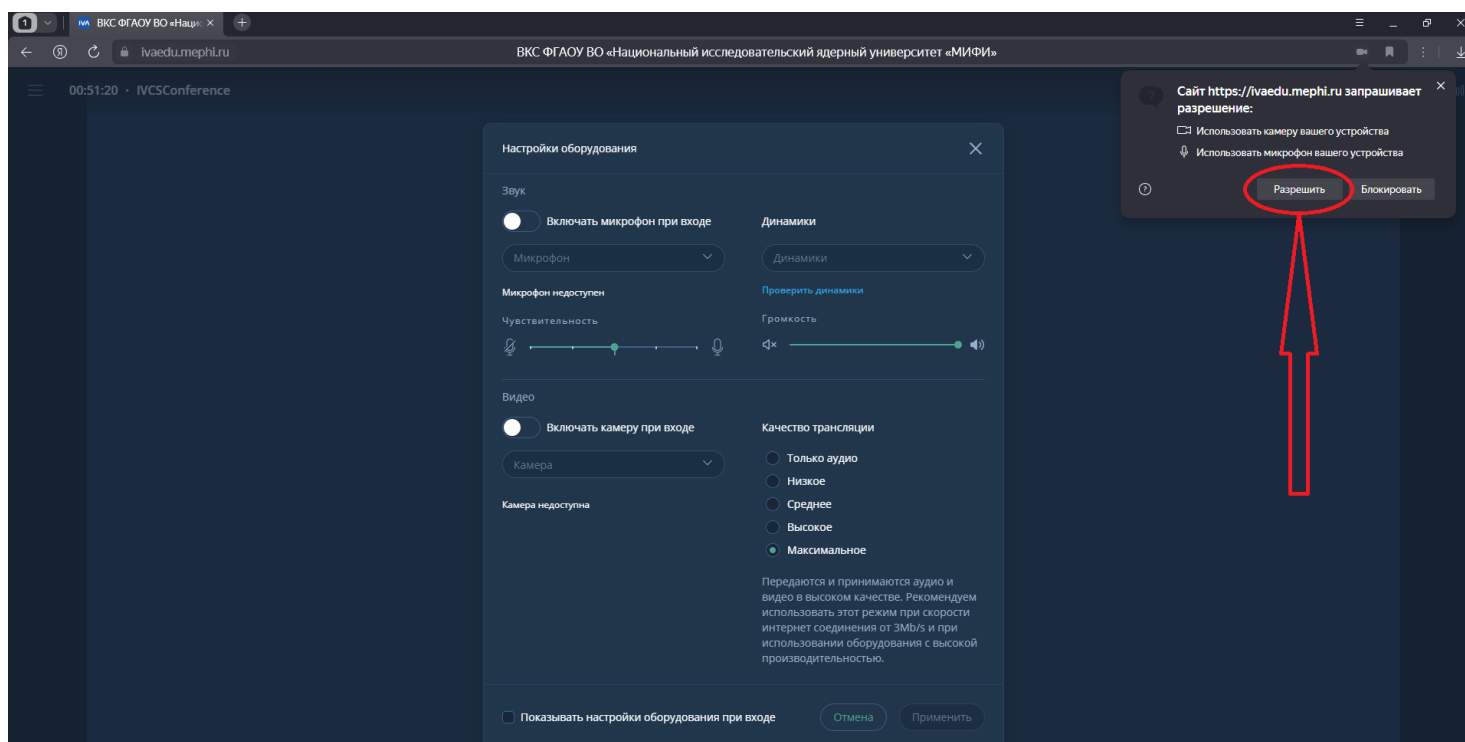 1
IVA ВКС ФГАОУ ВО «Нацис
ivaedu.mephi.ru
ВКС ФГАОУ ВО «Национальный исследовательский ядерный университет «МИФИ»
00:51:20 • IVCSConference
Сайт https://ivaedu.mephi.ru запрашивает
разрешение:
Использовать камеру вашего устройства
Использовать микрофон вашего устройства
Разрешить
Блокировать
Настройки оборудования
Звук
Включать микрофон при входе
Динамики
Микрофон
Динамики
Микрофон недоступен
Проверить динамики
Чувствительность
Громкость
Видео
Включать камеру при входе
Качество трансляции
Камера
Только аудио
Низкое
Камера недоступна
Среднее
Высокое
Максимальное
Передаются и принимаются аудио и
видео в высоком качестве. Рекомендуем
использовать этот режим при скорости
интернет соединения от 3Mb/s и при
использовании оборудования с высокой
производительностью.
Показывать настройки оборудования при входе
Отмена
Применить